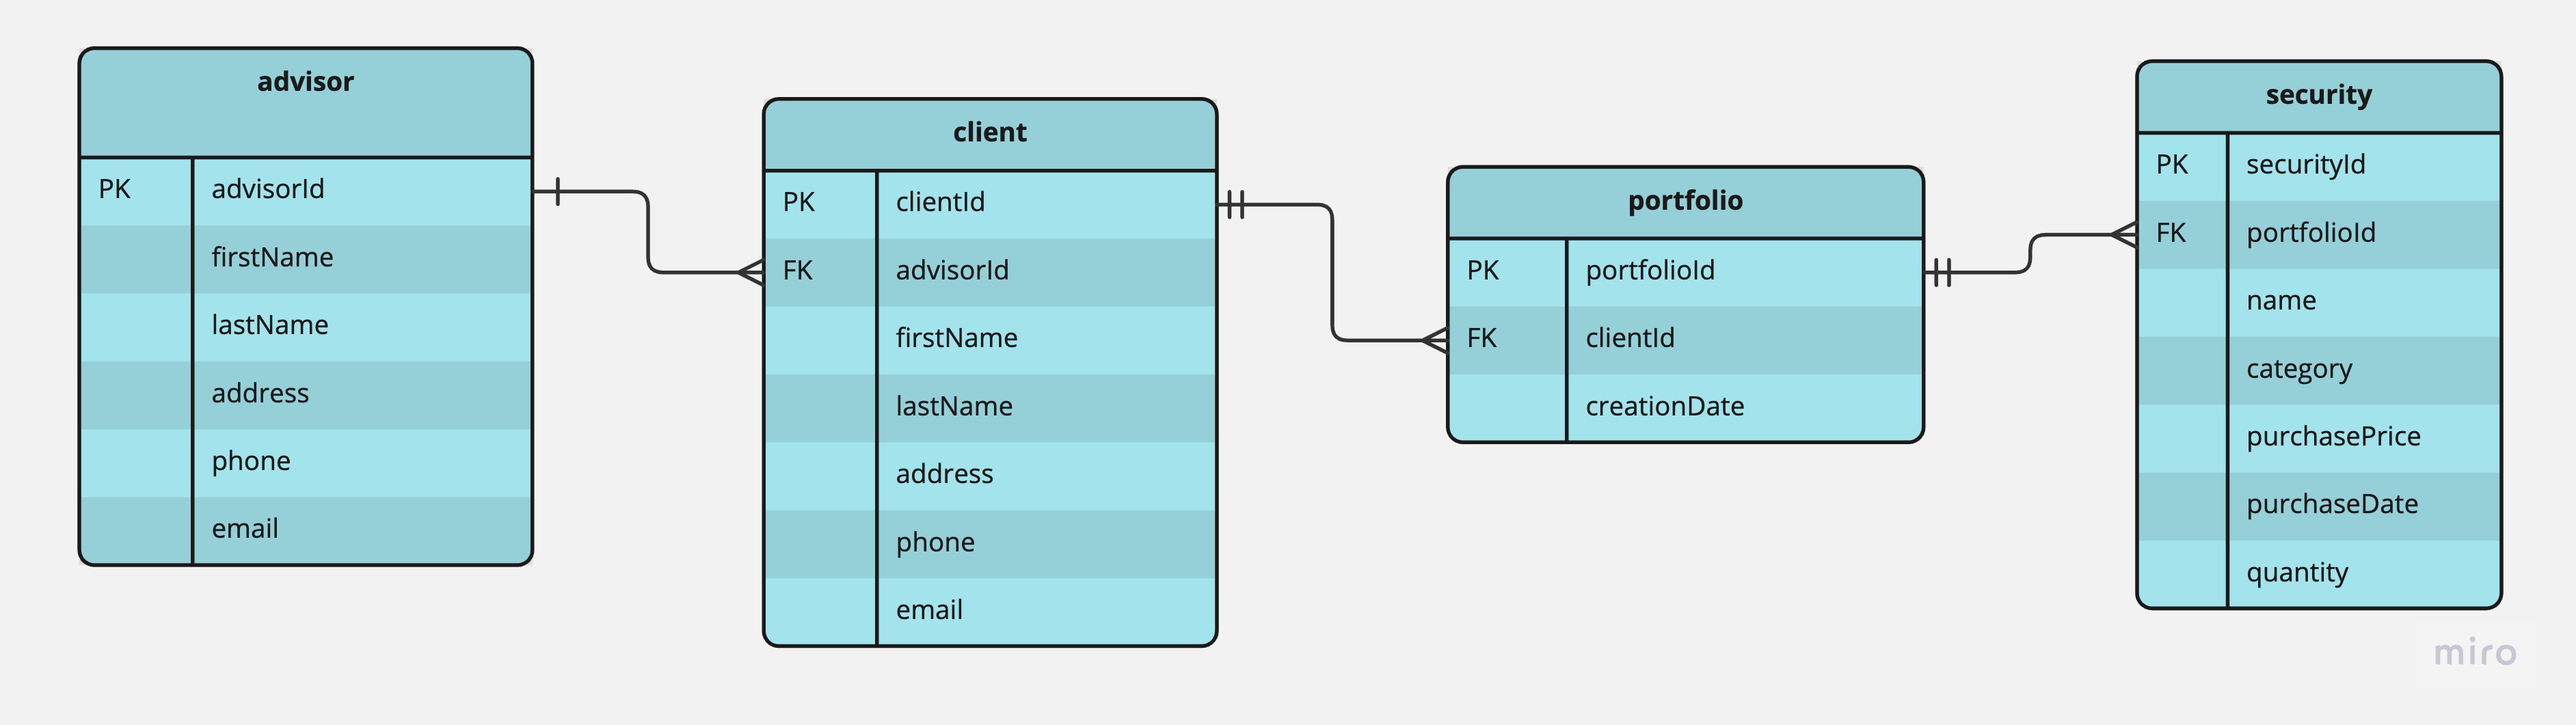 advisor
PK advisorId
firstName
lastName
address
phone
email
client
PK clientId
FK advisorId
firstName
lastName
address
phone
email
portfolio
PK portfolioId
FK clientId
creationDate
security
PK securityId
FK portfolioId
name
category
purchasePrice
purchaseDate
quantity
miro